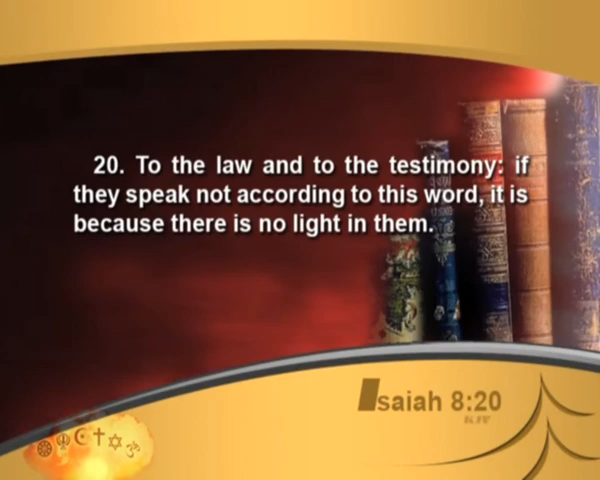 20. To the law and to the testimony: if
they speak not according to this word, it is
because there is no light in them.
Isaiah 8:20